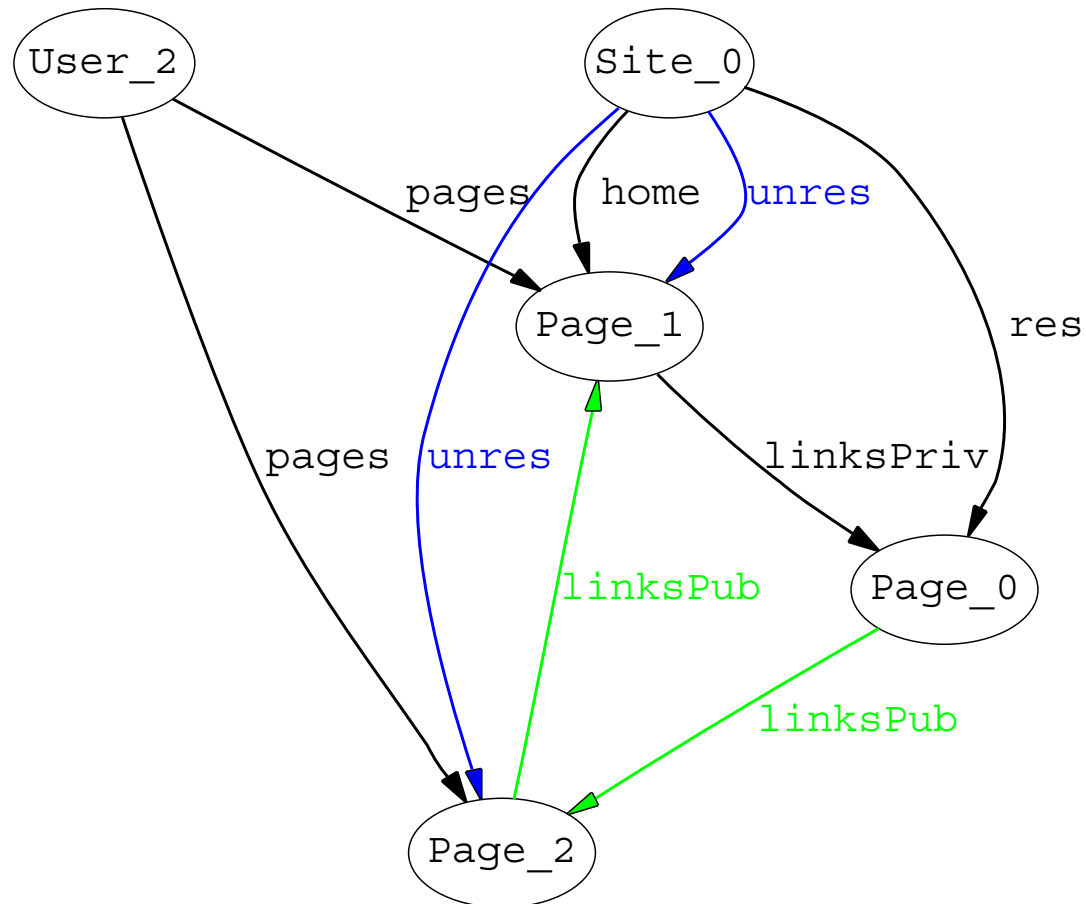 User_2
Site_0
pages
home
unres
Page_1
res
pages
unres
linksPriv
linksPub
Page_0
linksPub
Page_2